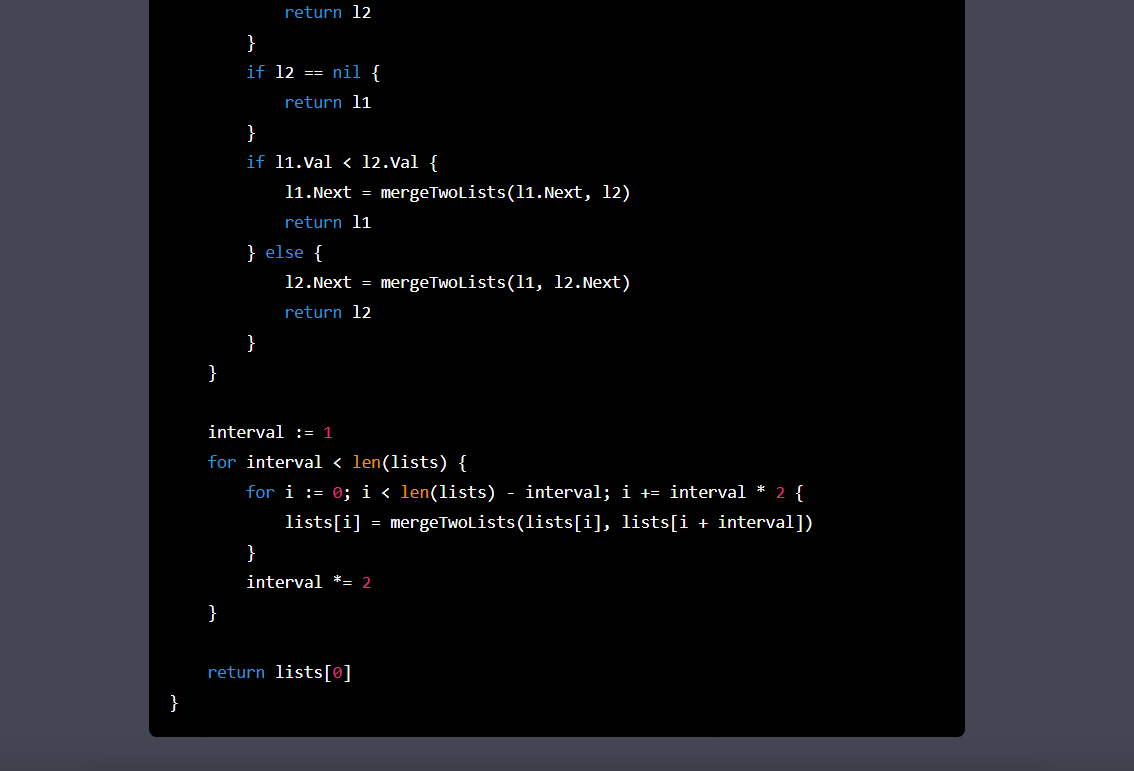 return l2
        }
        if l2 == nil {
            return l1
        }
        if l1.Val < l2.Val {
            l1.Next = mergeTwoLists(l1.Next, l2)
            return l1
        } else {
            l2.Next = mergeTwoLists(l1, l2.Next)
            return l2
        }
    }

    interval := 1
    for interval < len(lists) {
        for i := 0; i < len(lists) - interval; i += interval * 2 {
            lists[i] = mergeTwoLists(lists[i], lists[i + interval])
        }
        interval *= 2
    }

    return lists[0]
}